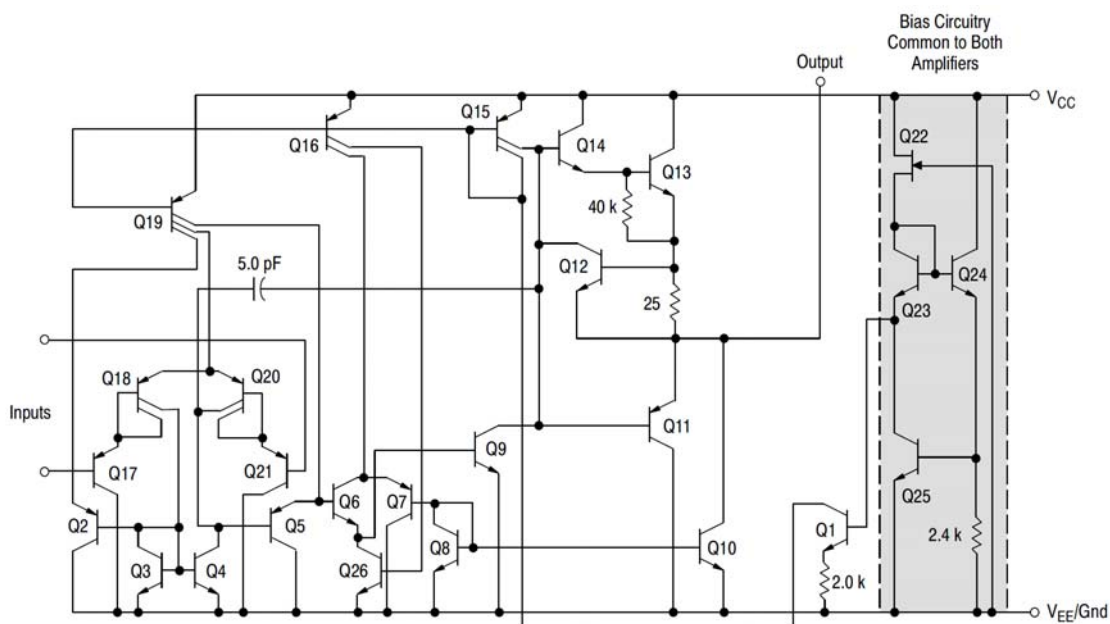 Bias Circuitry
Common to Both
Amplifiers
Output
VCC
Q15
Q22
Q16
Q14
Q13
40 k
Q19
5.0 pF
Q12
Q24
25
Q23
Q18
Q20
Inputs
Q9
Q11
Q17
Q21
Q25
Q2
Q5
Q6
Q7
Q1
2.4 k
Q3
Q4
Q26
Q8
Q10
2.0 k
VEE/Gnd